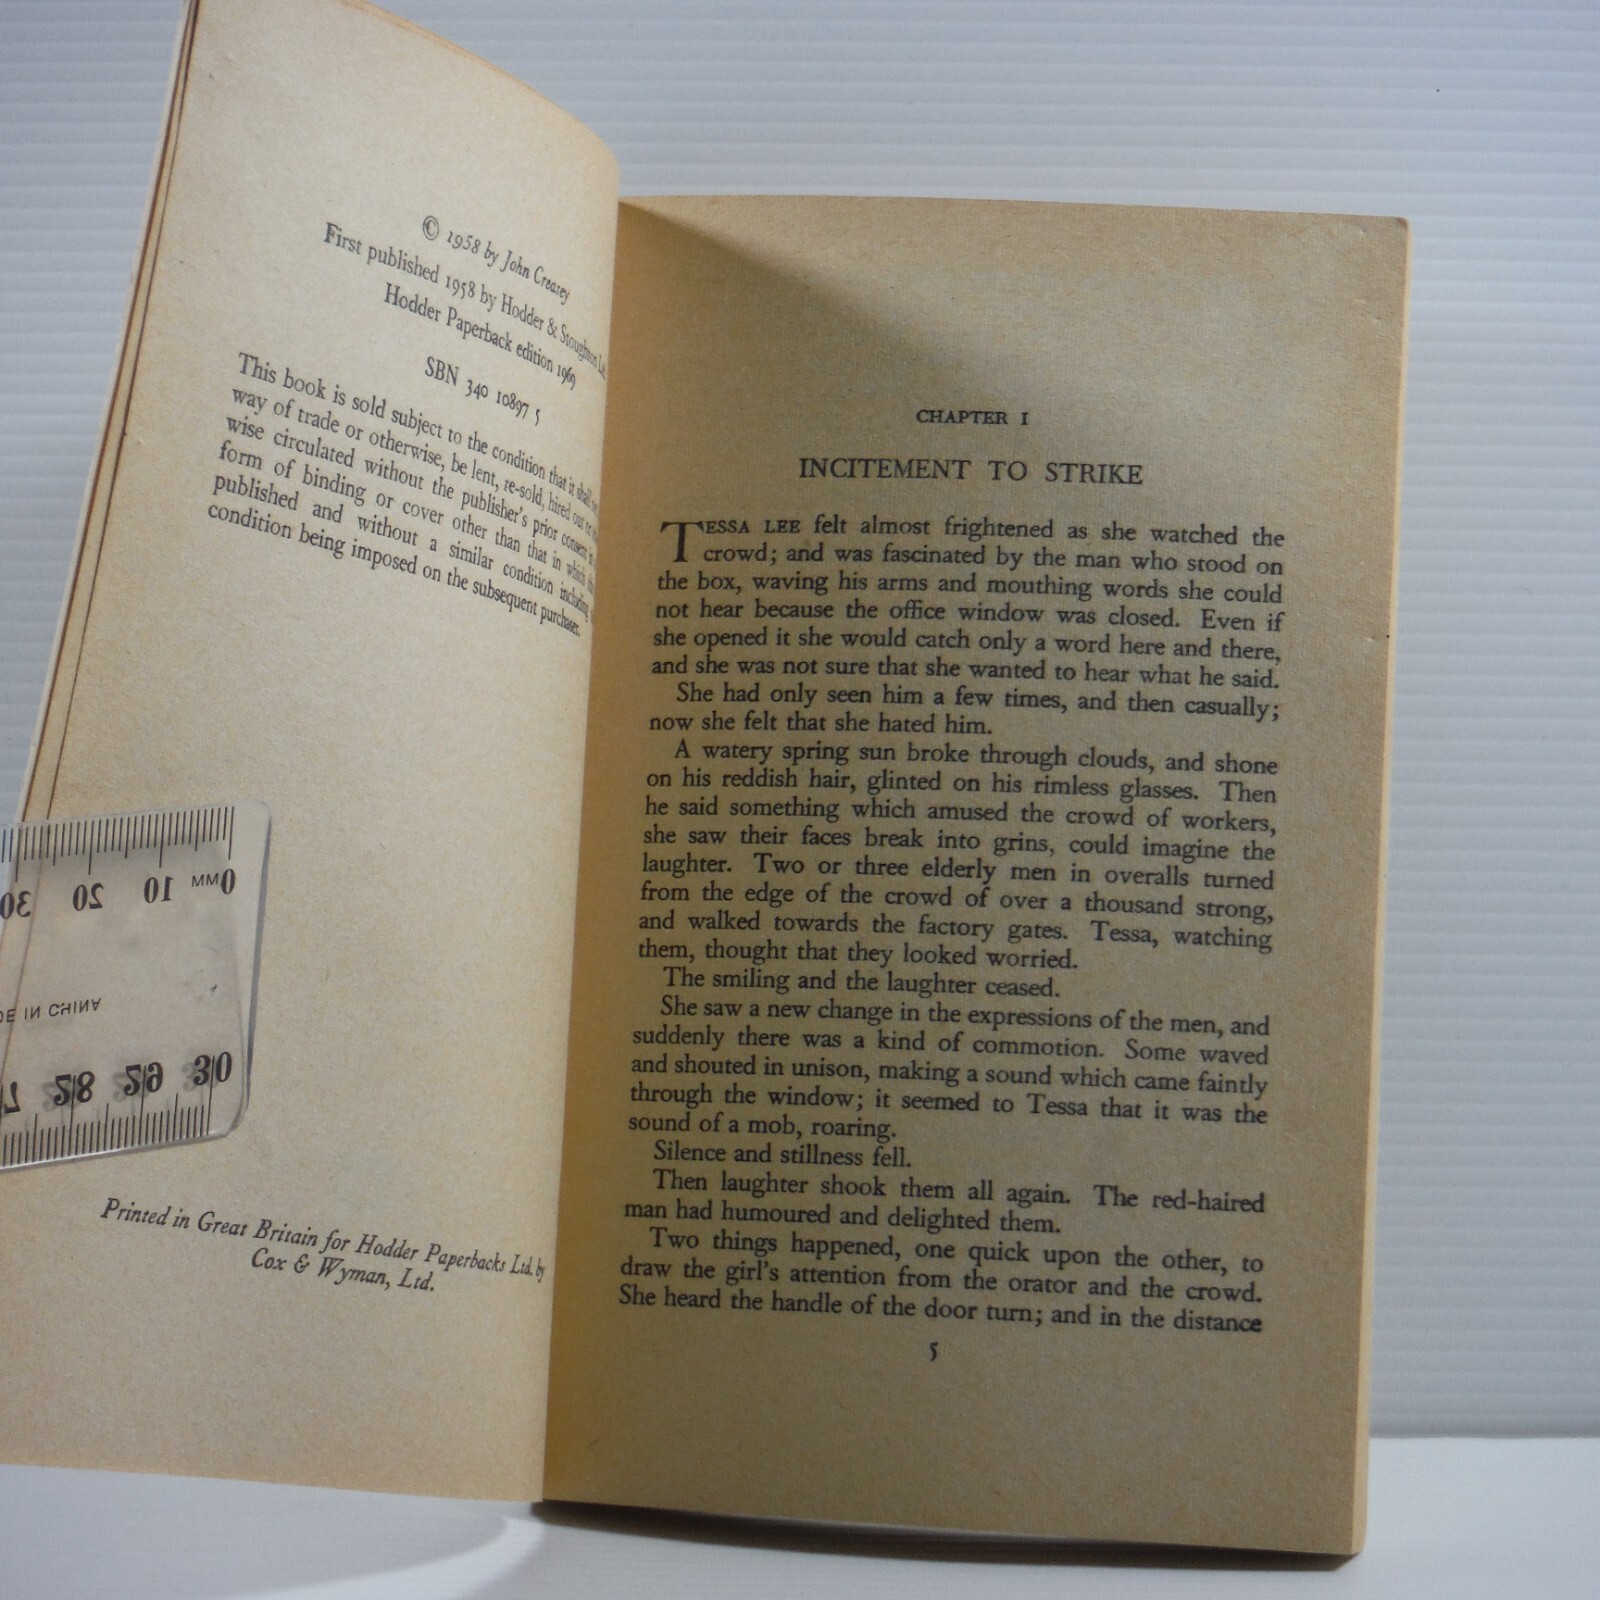 © 1958 by John Creasey
First published 1958 by Hodder & Stoughton Ltd.
Hodder Paperback edition 1969
SBN 340 10897 5
This book is sold subject to the condition that it shall
way of trade or otherwise, be lent, re-sold, hired out or
wise circulated without the publisher's prior consent in
form of binding or cover other than that in which
published and without a similar condition including
condition being imposed on the subsequent purchaser.
0 MM 10 20 30
MADE IN CHINA
28 29 30
Printed in Great Britain for Hodder Paperbacks Ltd. by
Cox & Wyman, Ltd.
CHAPTER I
INCITEMENT TO STRIKE
TESSA LEE felt almost frightened as she watched the
crowd; and was fascinated by the man who stood on
the box, waving his arms and mouthing words she could
not hear because the office window was closed. Even if
she opened it she would catch only a word here and there,
and she was not sure that she wanted to hear what he said.
She had only seen him a few times, and then casually;
now she felt that she hated him.
A watery spring sun broke through clouds, and shone
on his reddish hair, glinted on his rimless glasses. Then
he said something which amused the crowd of workers,
she saw their faces break into grins, could imagine the
laughter. Two or three elderly men in overalls turned
from the edge of the crowd of over a thousand strong,
and walked towards the factory gates. Tessa, watching
them, thought that they looked worried.
The smiling and the laughter ceased.
She saw a new change in the expressions of the men, and
suddenly there was a kind of commotion. Some waved
and shouted in unison, making a sound which came faintly
through the window; it seemed to Tessa that it was the
sound of a mob, roaring.
Silence and stillness fell.
Then laughter shook them all again. The red-haired
man had humoured and delighted them.
Two things happened, one quick upon the other, to
draw the girl's attention from the orator and the crowd.
She heard the handle of the door turn; and in the distance
5